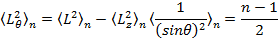 ⟨L_θ^2⟩_n = ⟨L^2⟩_n − ⟨L_z^2⟩_n ⟨1/(sinθ)^2⟩_n = (n − 1)/2